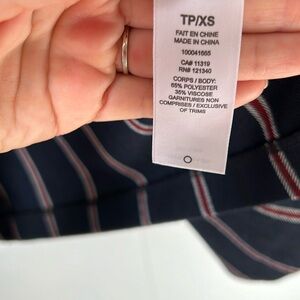 TP/XS
FAIT EN CHINE
MADE IN CHINA
100041665
CA# 11319
RN# 121340
CORPS / BODY:
65% POLYESTER
35% VISCOSE
GARNITURES NON
COMPRISES / EXCLUSIVE
OF TRIMS